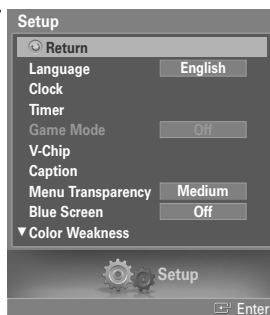 Setup
Return
Language English
Clock
Timer
Game Mode Off
V-Chip
Caption
Menu Transparency Medium
Blue Screen Off
▼ Color Weakness
Setup
Enter